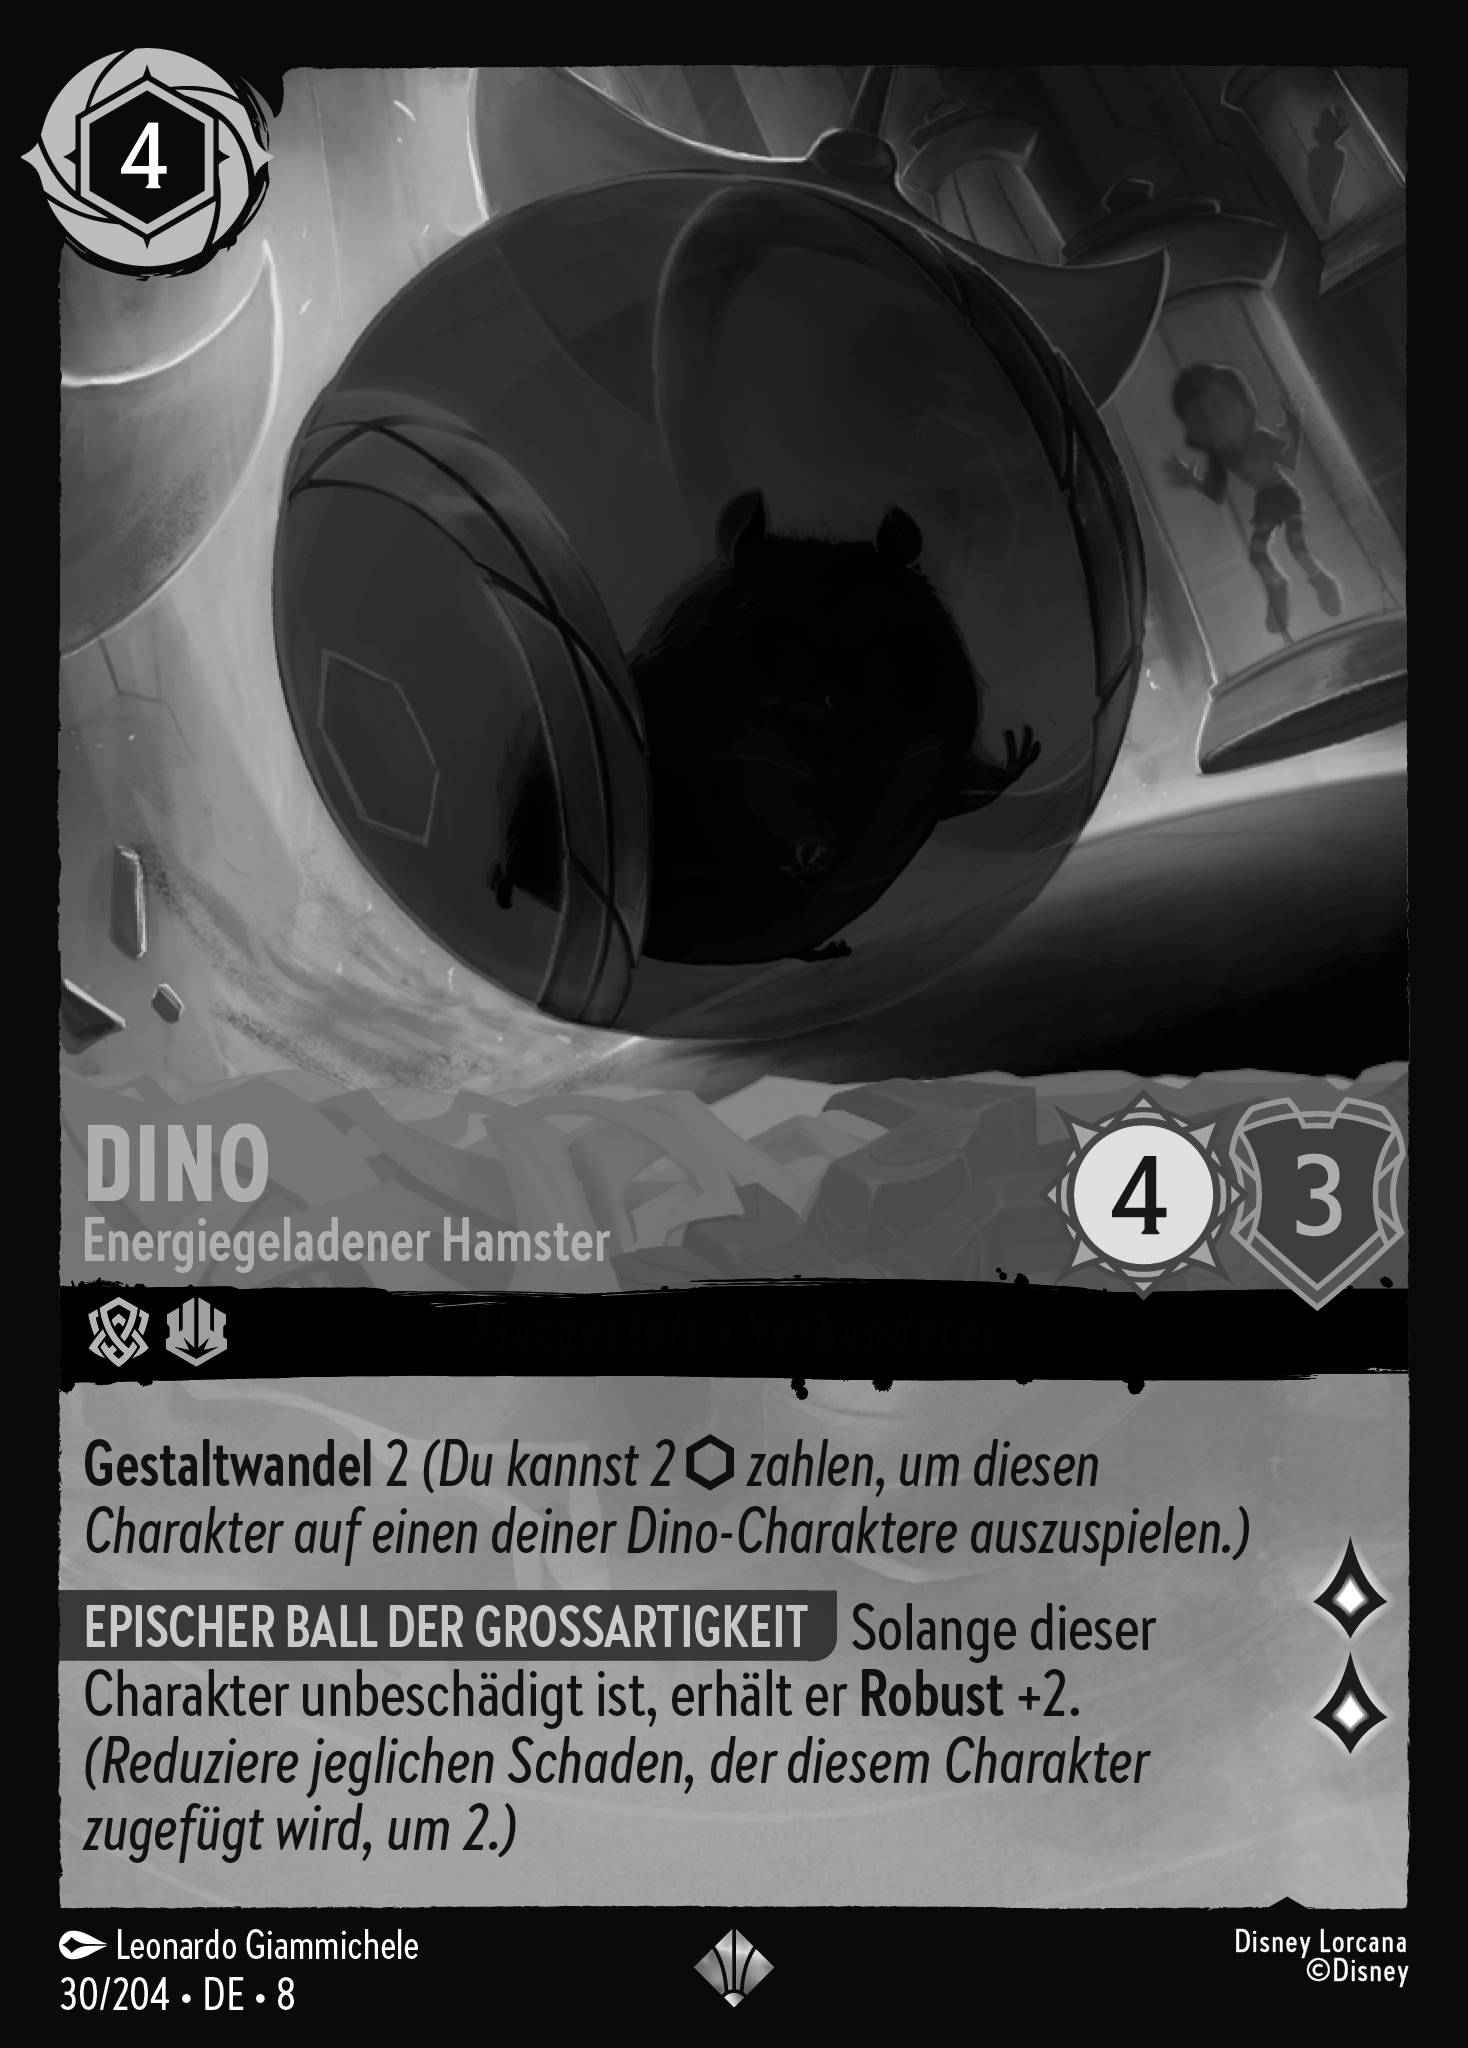 4
DINO
Energiegeladener Hamster
4
3
Flutgestalt • Verbündeter
Gestaltwandel 2 (Du kannst 2 zahlen, um diesen
Charakter auf einen deiner Dino-Charaktere auszuspielen.)
EPISCHER BALL DER GROSSARTIGKEIT Solange dieser
Charakter unbeschädigt ist, erhält er Robust +2.
(Reduziere jeglichen Schaden, der diesem Charakter
zugefügt wird, um 2.)
Leonardo Giammichele
30/204 • DE • 8
Disney Lorcana
©Disney